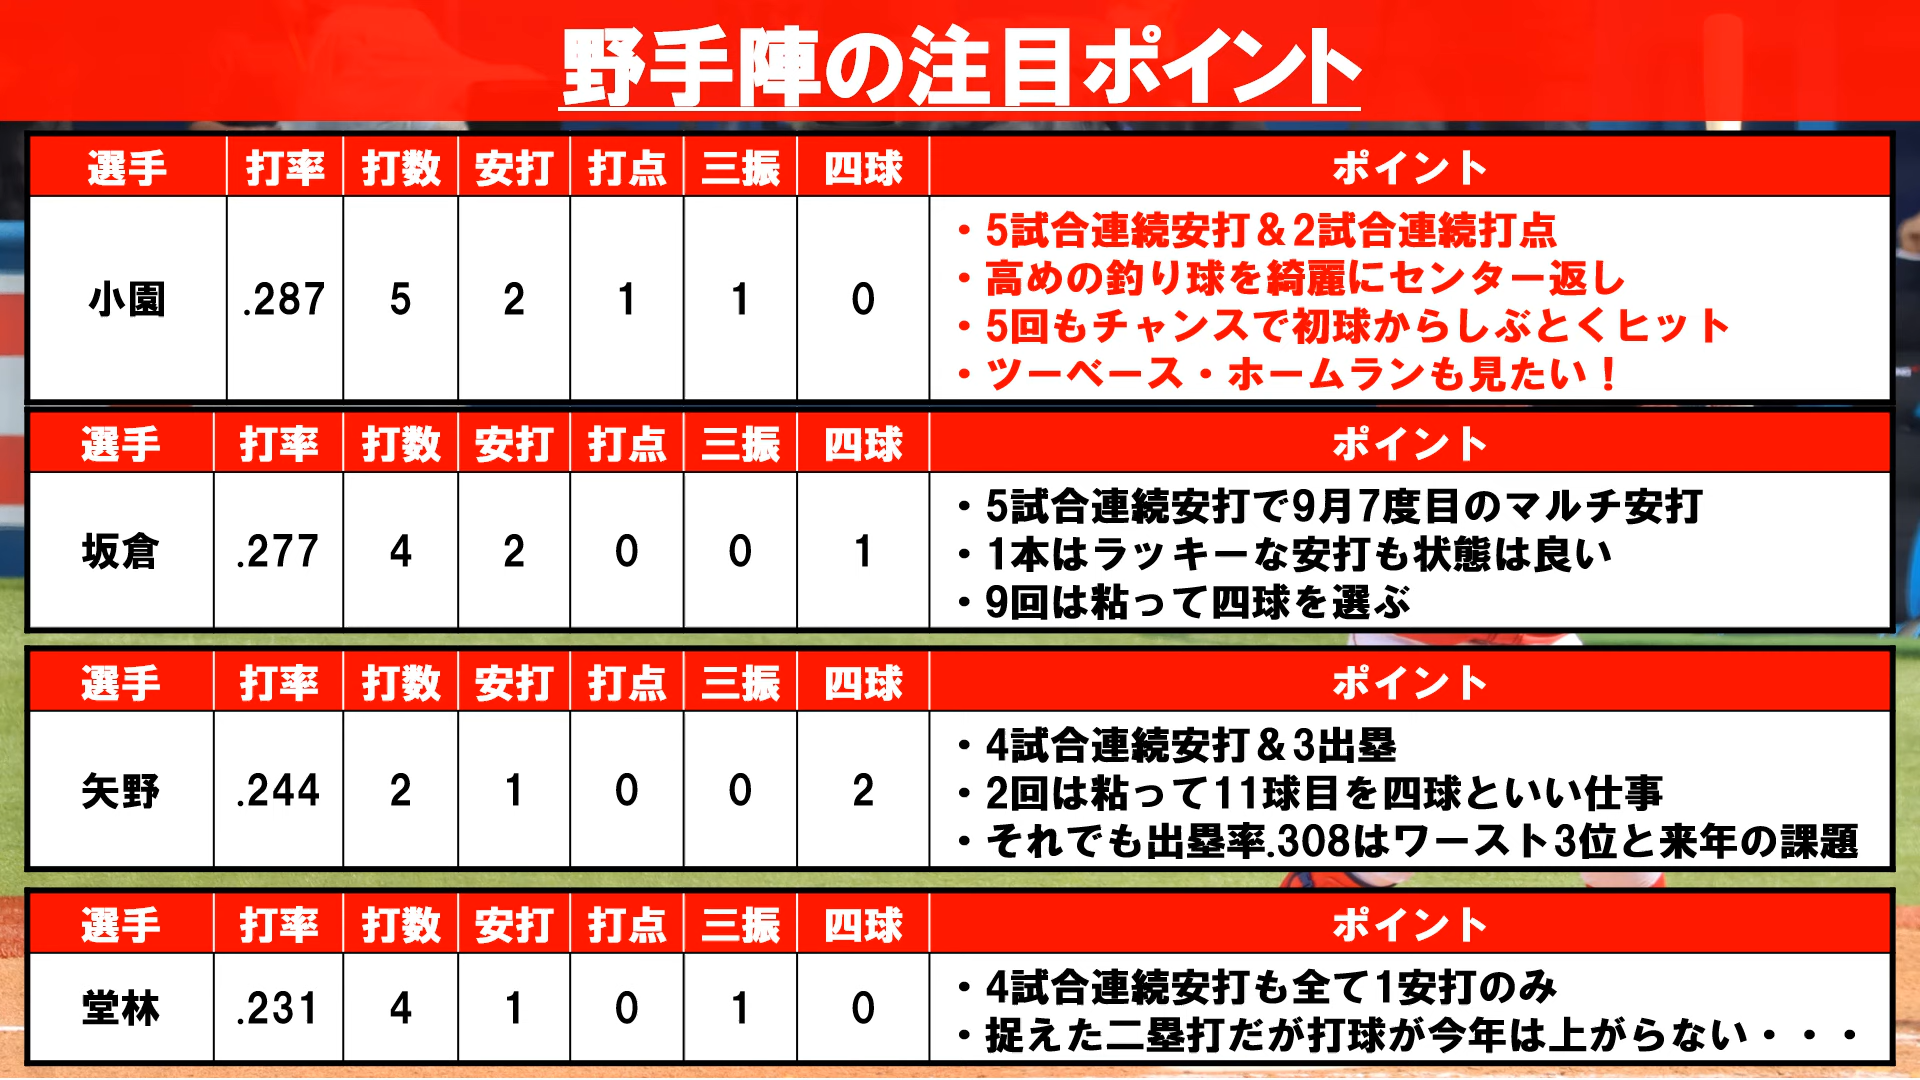 野手陣の注目ポイント
選手 打率 打数 安打 打点 三振 四球 ポイント
小園 .287 5 2 1 1 0
・5試合連続安打＆2試合連続打点
・高めの釣り球を綺麗にセンター返し
・5回もチャンスで初球からしぶとくヒット
・ツーベース・ホームランも見たい！
選手 打率 打数 安打 打点 三振 四球 ポイント
坂倉 .277 4 2 0 0 1
・5試合連続安打で9月7度目のマルチ安打
・1本はラッキーな安打も状態は良い
・9回は粘って四球を選ぶ
選手 打率 打数 安打 打点 三振 四球 ポイント
矢野 .244 2 1 0 0 2
・4試合連続安打＆3出塁
・2回は粘って11球目を四球といい仕事
・それでも出塁率.308はワースト3位と来年の課題
選手 打率 打数 安打 打点 三振 四球 ポイント
堂林 .231 4 1 0 1 0
・4試合連続安打も全て1安打のみ
・捉えた二塁打だが打球が今年は上がらない・・・